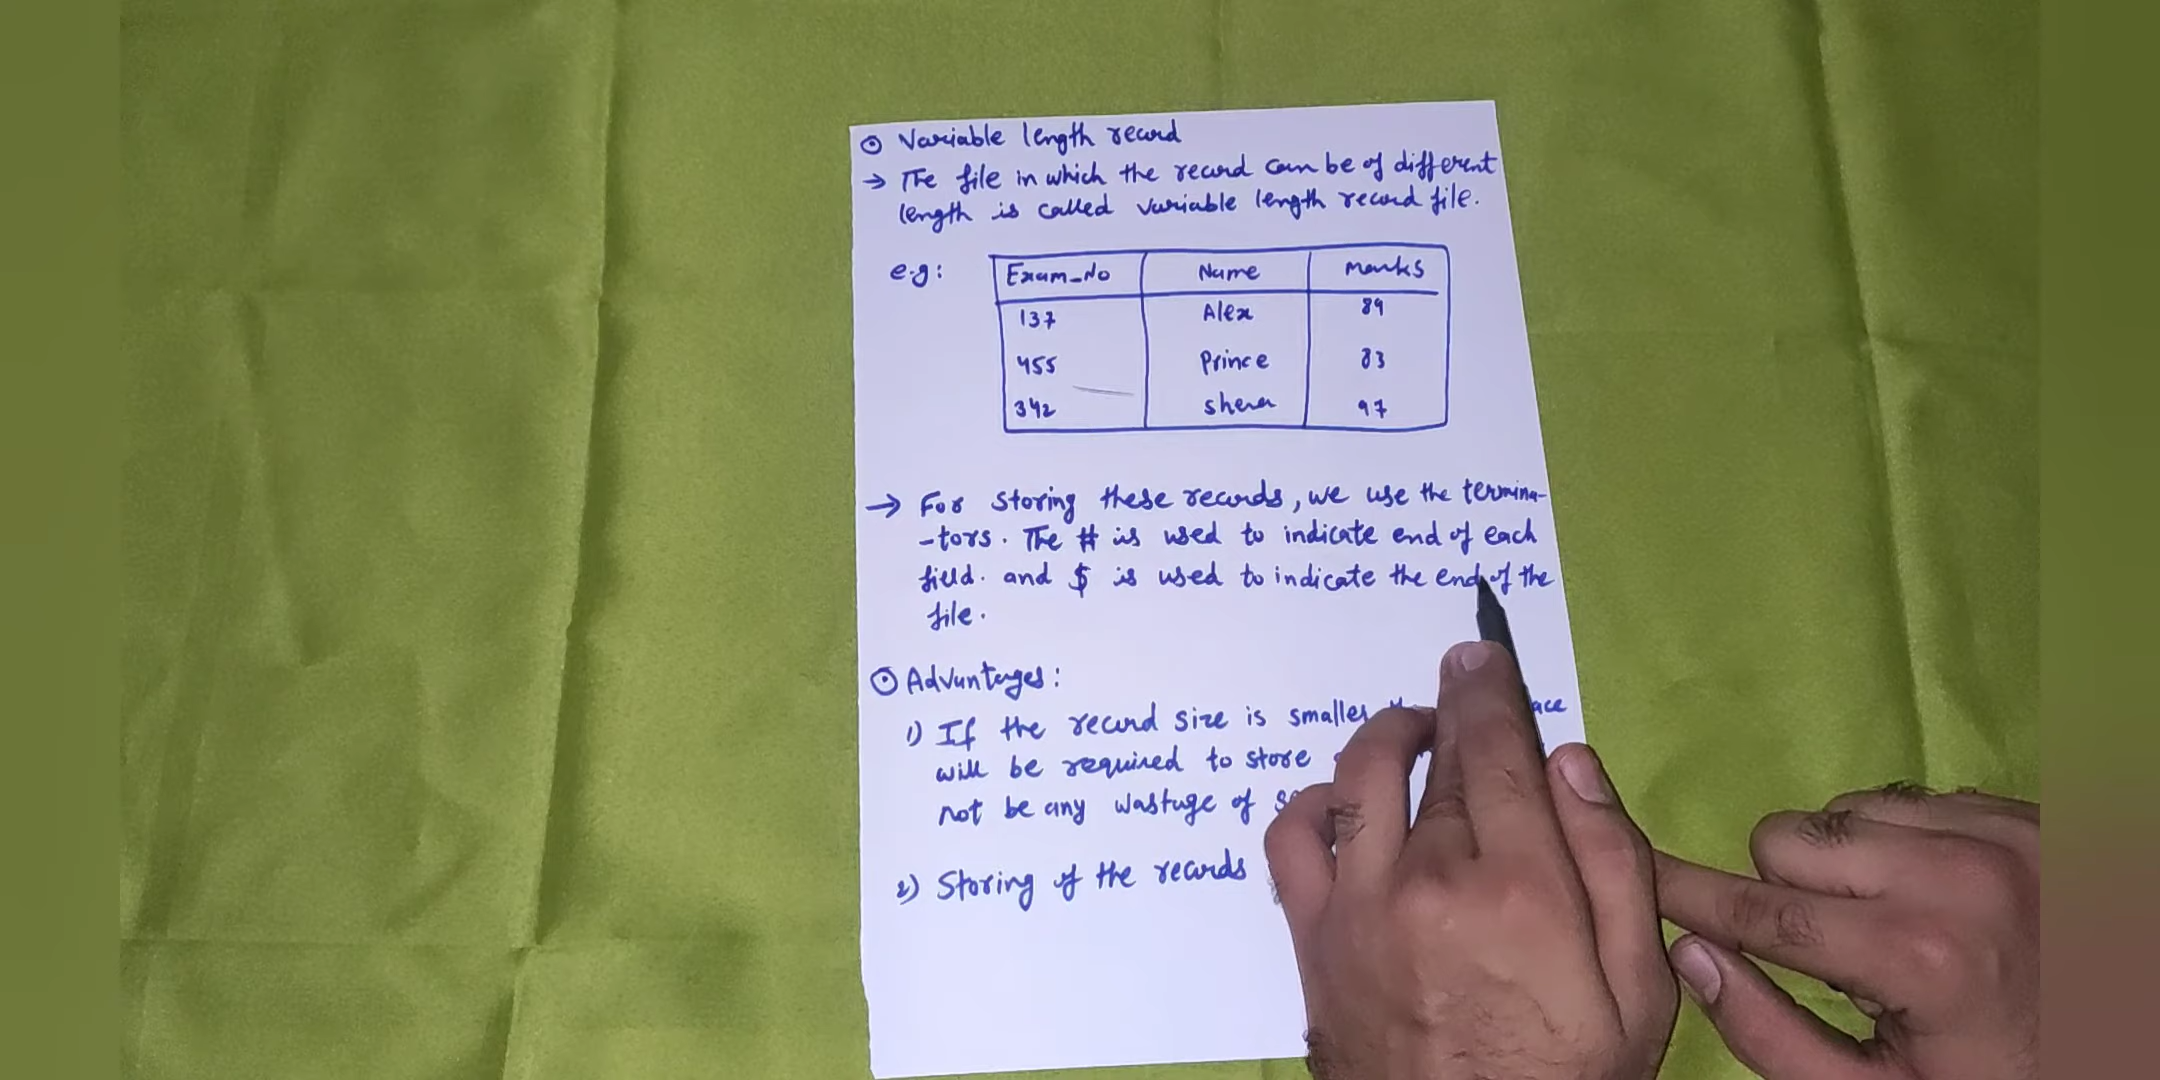 Variable length record
→ The file in which the record can be of different
length is called variable length record file.
e.g: Exam_No Name Marks
137 Alex 89
455 Prince 83
342 shera 97
→ For storing these records, we use the termina-
-tors. The # is used to indicate end of each
field. and $ is used to indicate the end of the
file.
Advantages:
1) If the record size is smaller
will be required to store
not be any wastage of
2) Storing of the records